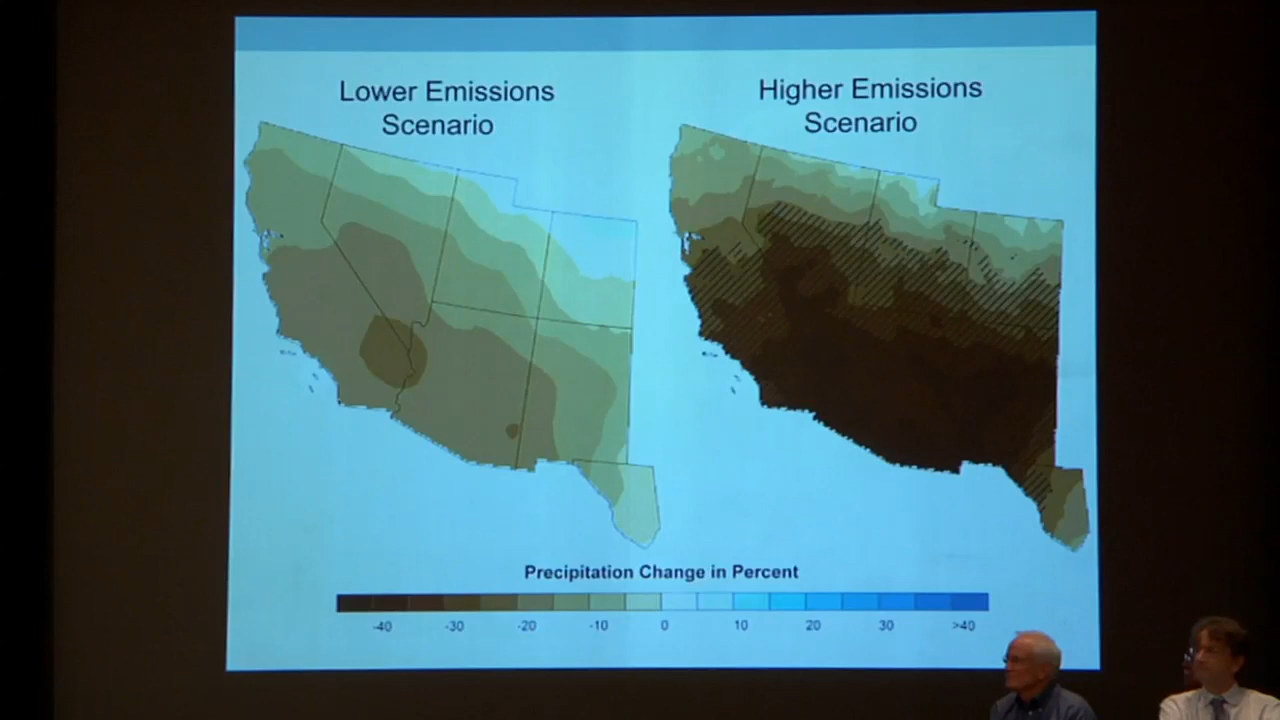 Lower Emissions
Scenario
Higher Emissions
Scenario
Precipitation Change in Percent
-40 -30 -20 -10 0 10 20 30 >40